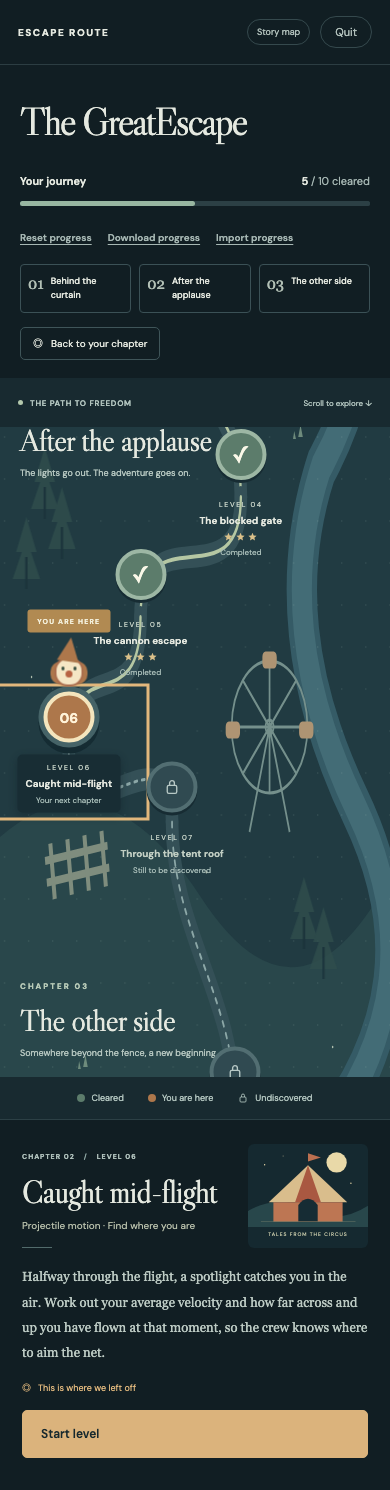 ESCAPE ROUTE
Story map
Quit
The GreatEscape
Your journey
5 / 10 cleared
Reset progress
Download progress
Import progress
01 Behind the
curtain
02 After the
applause
03 The other side
Back to your chapter
THE PATH TO FREEDOM
Scroll to explore ↓
After the applause
The lights go out. The adventure goes on.
LEVEL 04
The blocked gate
Completed
LEVEL 05
The cannon escape
Completed
YOU ARE HERE
06
LEVEL 06
Caught mid-flight
Your next chapter
LEVEL 07
Through the tent roof
Still to be discovered
CHAPTER 03
The other side
Somewhere beyond the fence, a new beginning
Cleared
You are here
Undiscovered
CHAPTER 02 / LEVEL 06
Caught mid-flight
Projectile motion · Find where you are
TALES FROM THE CIRCUS
Halfway through the flight, a spotlight catches you in the
air. Work out your average velocity and how far across and
up you have flown at that moment, so the crew knows where
to aim the net.
This is where we left off
Start level